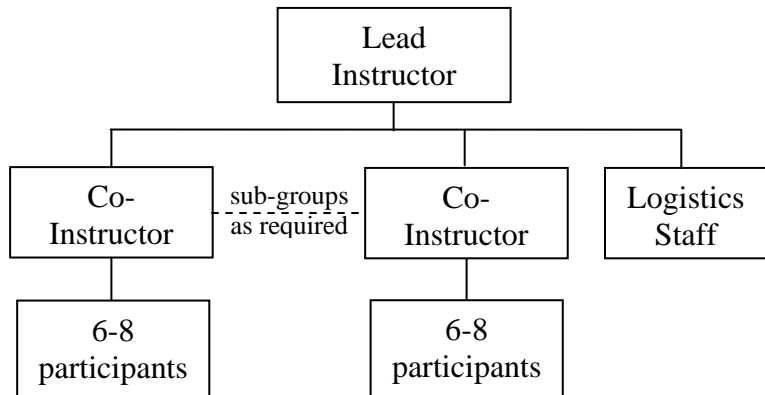 Lead
Instructor
Co-
Instructor
sub-groups
as required
Co-
Instructor
Logistics
Staff
6-8
participants
6-8
participants